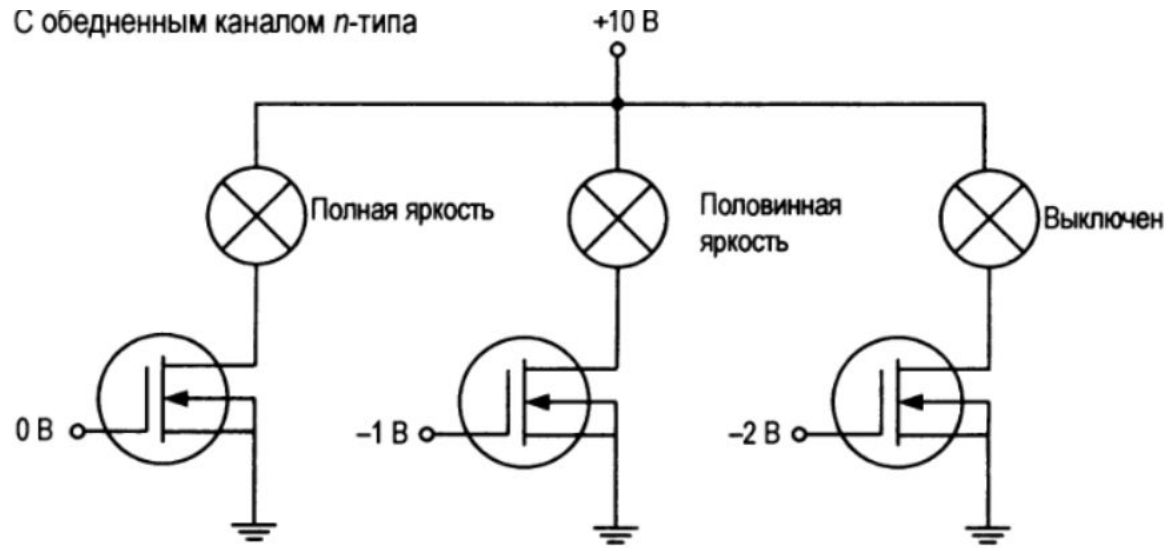 С обедненным каналом n-типа
+10 В
Полная яркость
Половинная
яркость
Выключен
0 В
–1 В
–2 В